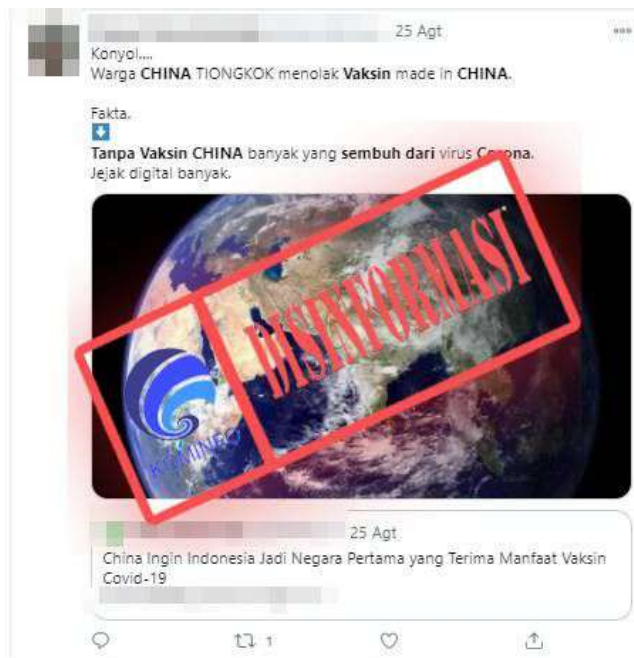 25 Agt
Konyol....
Warga CHINA TIONGKOK menolak Vaksin made in CHINA.
Fakta.
Tanpa Vaksin CHINA banyak yang sembuh dari virus Corona.
Jejak digital banyak.
DISINFORMASI
KOMINFO
25 Agt
China Ingin Indonesia Jadi Negara Pertama yang Terima Manfaat Vaksin
Covid-19
1